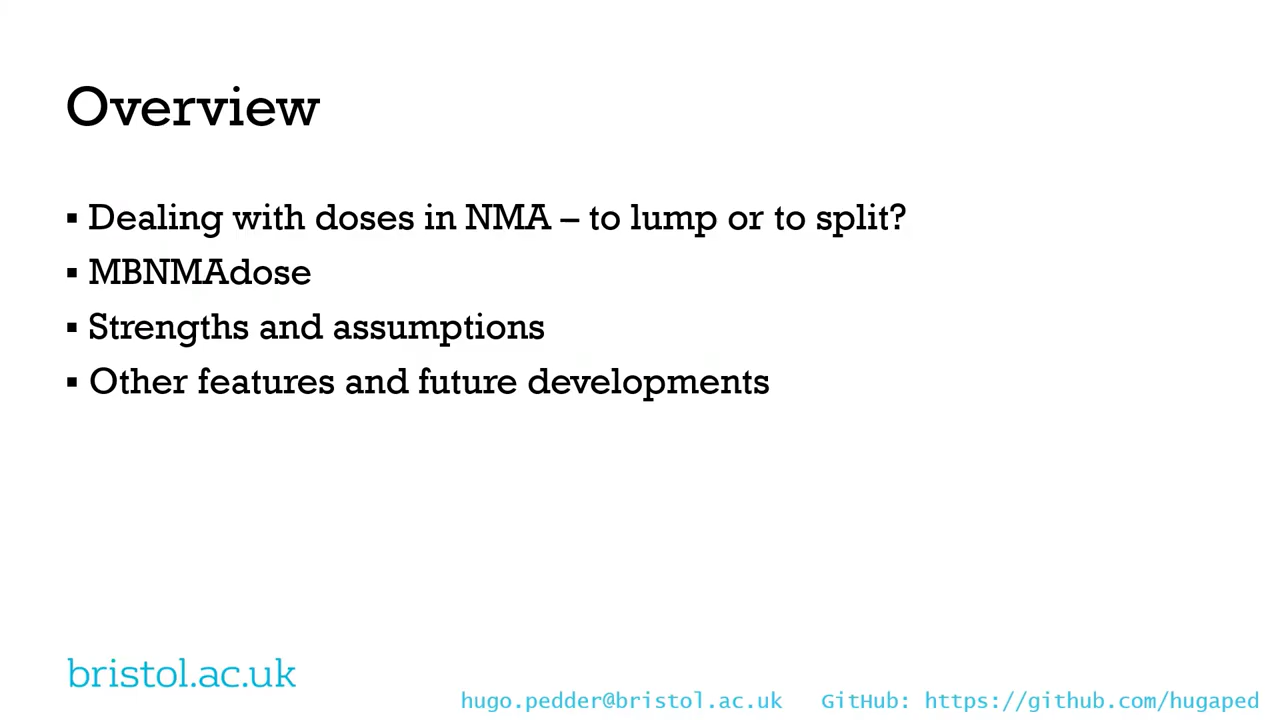 Overview
▪ Dealing with doses in NMA – to lump or to split?
▪ MBNMAdose
▪ Strengths and assumptions
▪ Other features and future developments
bristol.ac.uk
hugo.pedder@bristol.ac.uk GitHub: https://github.com/hugaped